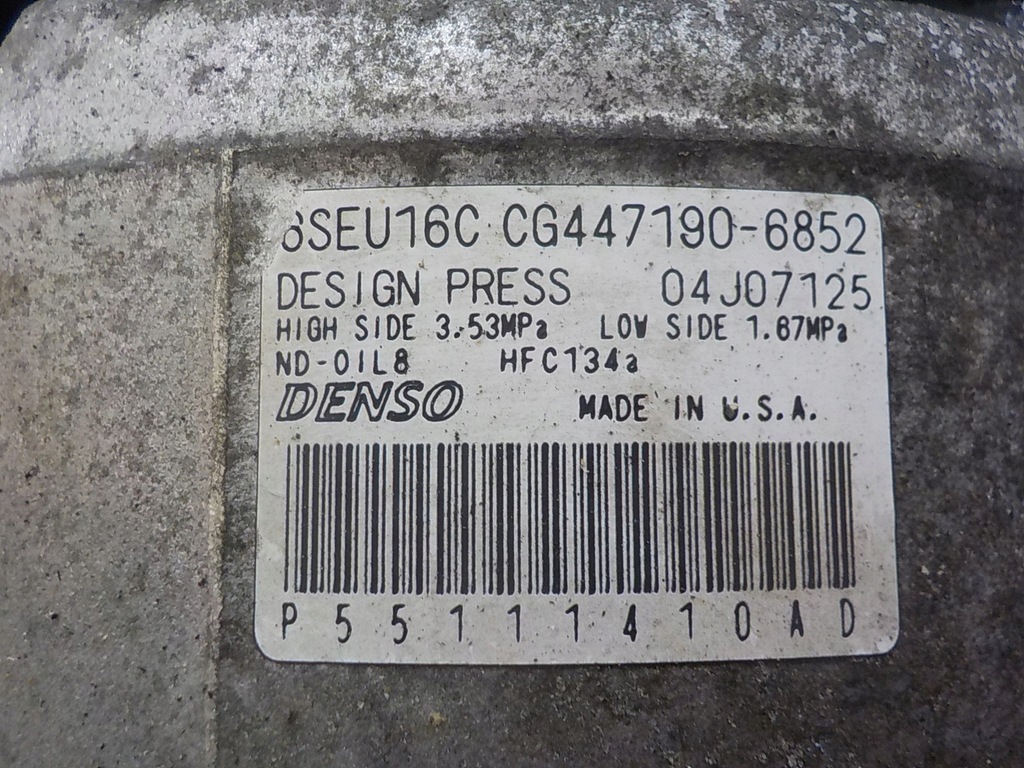 6SEU16C CG447190-6852
DESIGN PRESS 04J07125
HIGH SIDE 3.53MPa LOW SIDE 1.67MPa
ND-OIL8 HFC134a
DENSO MADE IN U.S.A.
P55111410AD